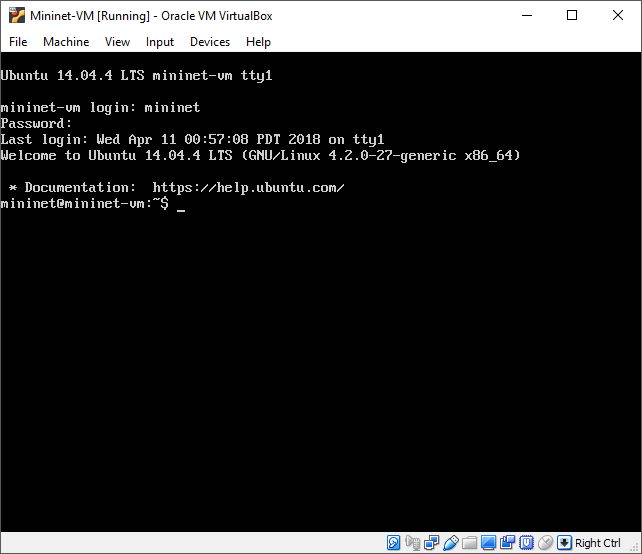 Mininet-VM [Running] - Oracle VM VirtualBox
File Machine View Input Devices Help
Ubuntu 14.04.4 LTS mininet-vm tty1
mininet-vm login: mininet
Password:
Last login: Wed Apr 11 00:57:08 PDT 2018 on tty1
Welcome to Ubuntu 14.04.4 LTS (GNU/Linux 4.2.0-27-generic x86_64)
* Documentation:  https://help.ubuntu.com/
mininet@mininet-vm:~$ _
Right Ctrl